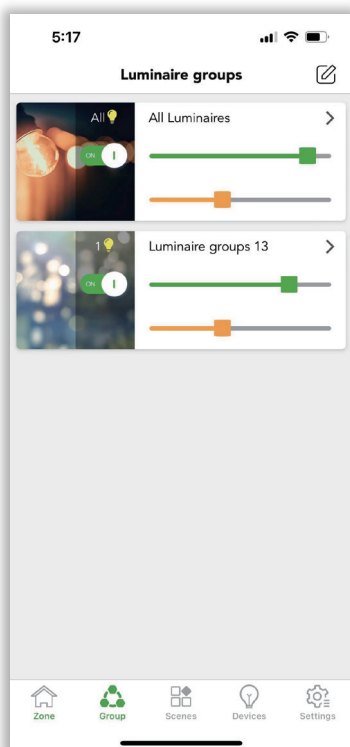 5:17
Luminaire groups
All
ON
All Luminaires
1
ON
Luminaire groups 13
Zone
Group
Scenes
Devices
Settings